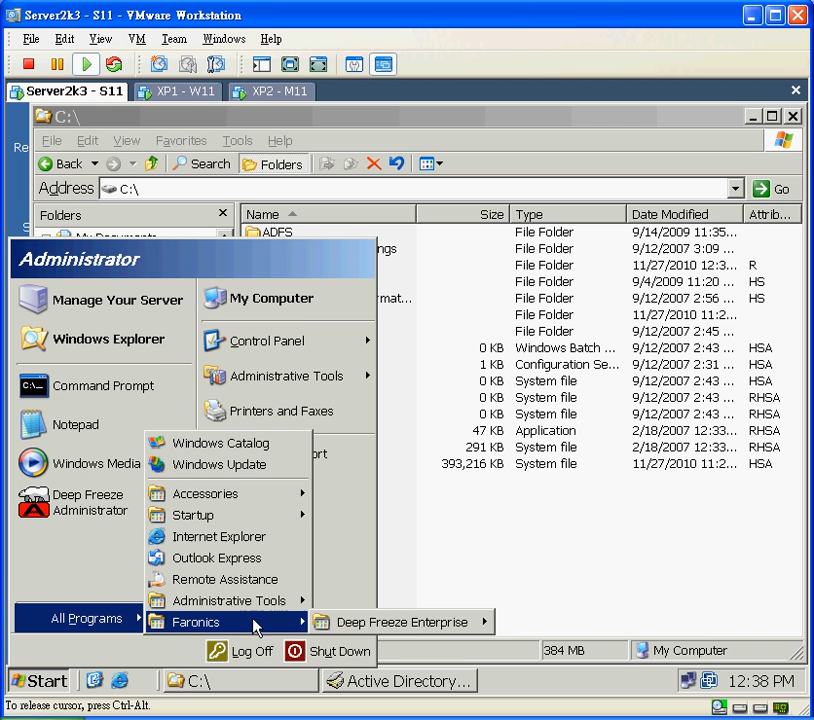 Server2k3 - S11 - VMware Workstation
File Edit View VM Team Windows Help
Server2k3 - S11 XP1 - W11 XP2 - M11
C:\
Re
File Edit View Favorites Tools Help
Back Search Folders
Address C:\ Go
Folders Name Size Type Date Modified Attrib...
My Documents
ADFS File Folder 9/14/2009 11:35...
ngs File Folder 9/12/2007 3:09 ...
File Folder 11/27/2010 12:3... R
File Folder 9/4/2009 11:20 ... HS
rmat... File Folder 9/12/2007 2:56 ... HS
File Folder 11/27/2010 11:2...
File Folder 9/12/2007 2:45 ...
0 KB Windows Batch ... 9/12/2007 2:43 ... HSA
1 KB Configuration Se... 9/12/2007 2:31 ... HSA
0 KB System file 9/12/2007 2:43 ... HSA
0 KB System file 9/12/2007 2:43 ... RHSA
0 KB System file 9/12/2007 2:43 ... RHSA
47 KB Application 2/18/2007 12:33... RHSA
291 KB System file 2/18/2007 12:33... RHSA
393,216 KB System file 11/27/2010 11:2... HSA
Administrator
Manage Your Server
Windows Explorer
Command Prompt
Notepad
Windows Media
Deep Freeze
Administrator
All Programs
My Computer
Control Panel
Administrative Tools
Printers and Faxes
ort
Windows Catalog
Windows Update
Accessories
Startup
Internet Explorer
Outlook Express
Remote Assistance
Administrative Tools
Faronics
Deep Freeze Enterprise
Log Off Shut Down
384 MB My Computer
Start C:\ Active Directory... 12:38 PM
To release cursor, press Ctrl-Alt.